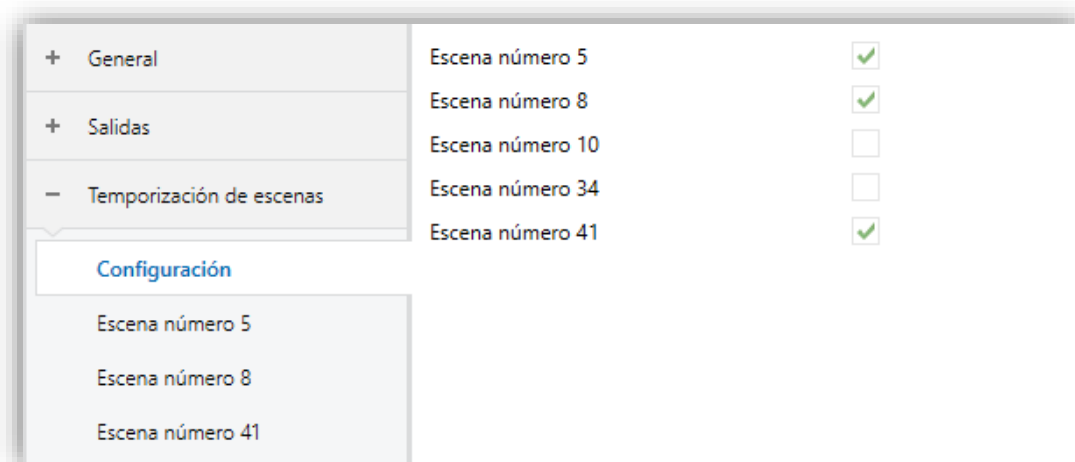 General
Salidas
Temporización de escenas
Configuración
Escena número 5
Escena número 8
Escena número 41
Escena número 5
Escena número 8
Escena número 10
Escena número 34
Escena número 41